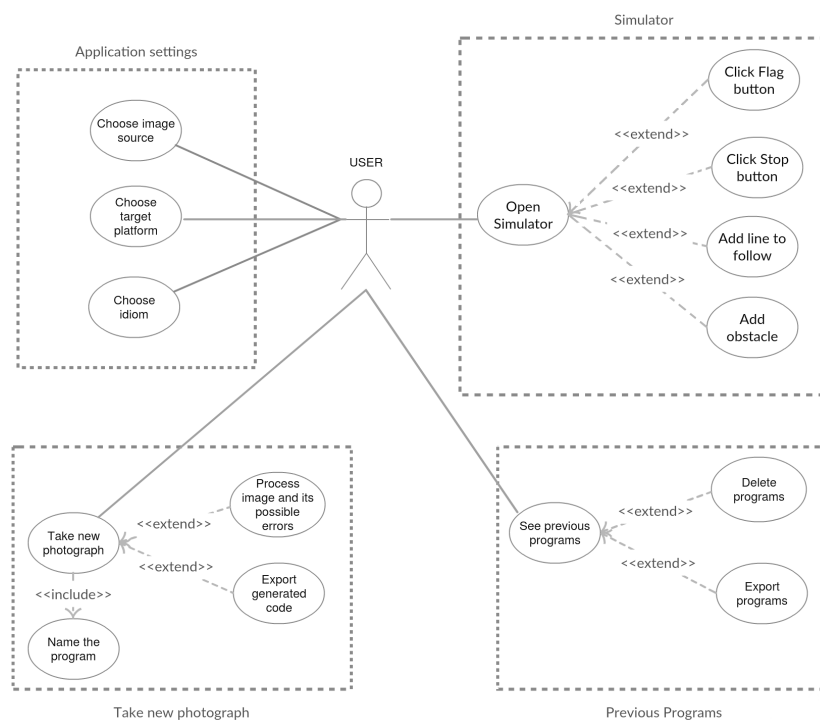 Simulator
Application settings
Click Flag
button
Choose image
source
<<extend>>
USER
Click Stop
button
<<extend>>
Choose
target
platform
Open
Simulator
<<extend>>
Add line to
follow
<<extend>>
Choose
idiom
Add
obstacle
Process
image and its
possible
errors
Delete
programs
<<extend>>
<<extend>>
Take new
photograph
See previous
programs
<<extend>>
<<extend>>
Export
generated
code
Export
programs
<<include>>
Name the
program
Take new photograph
Previous Programs